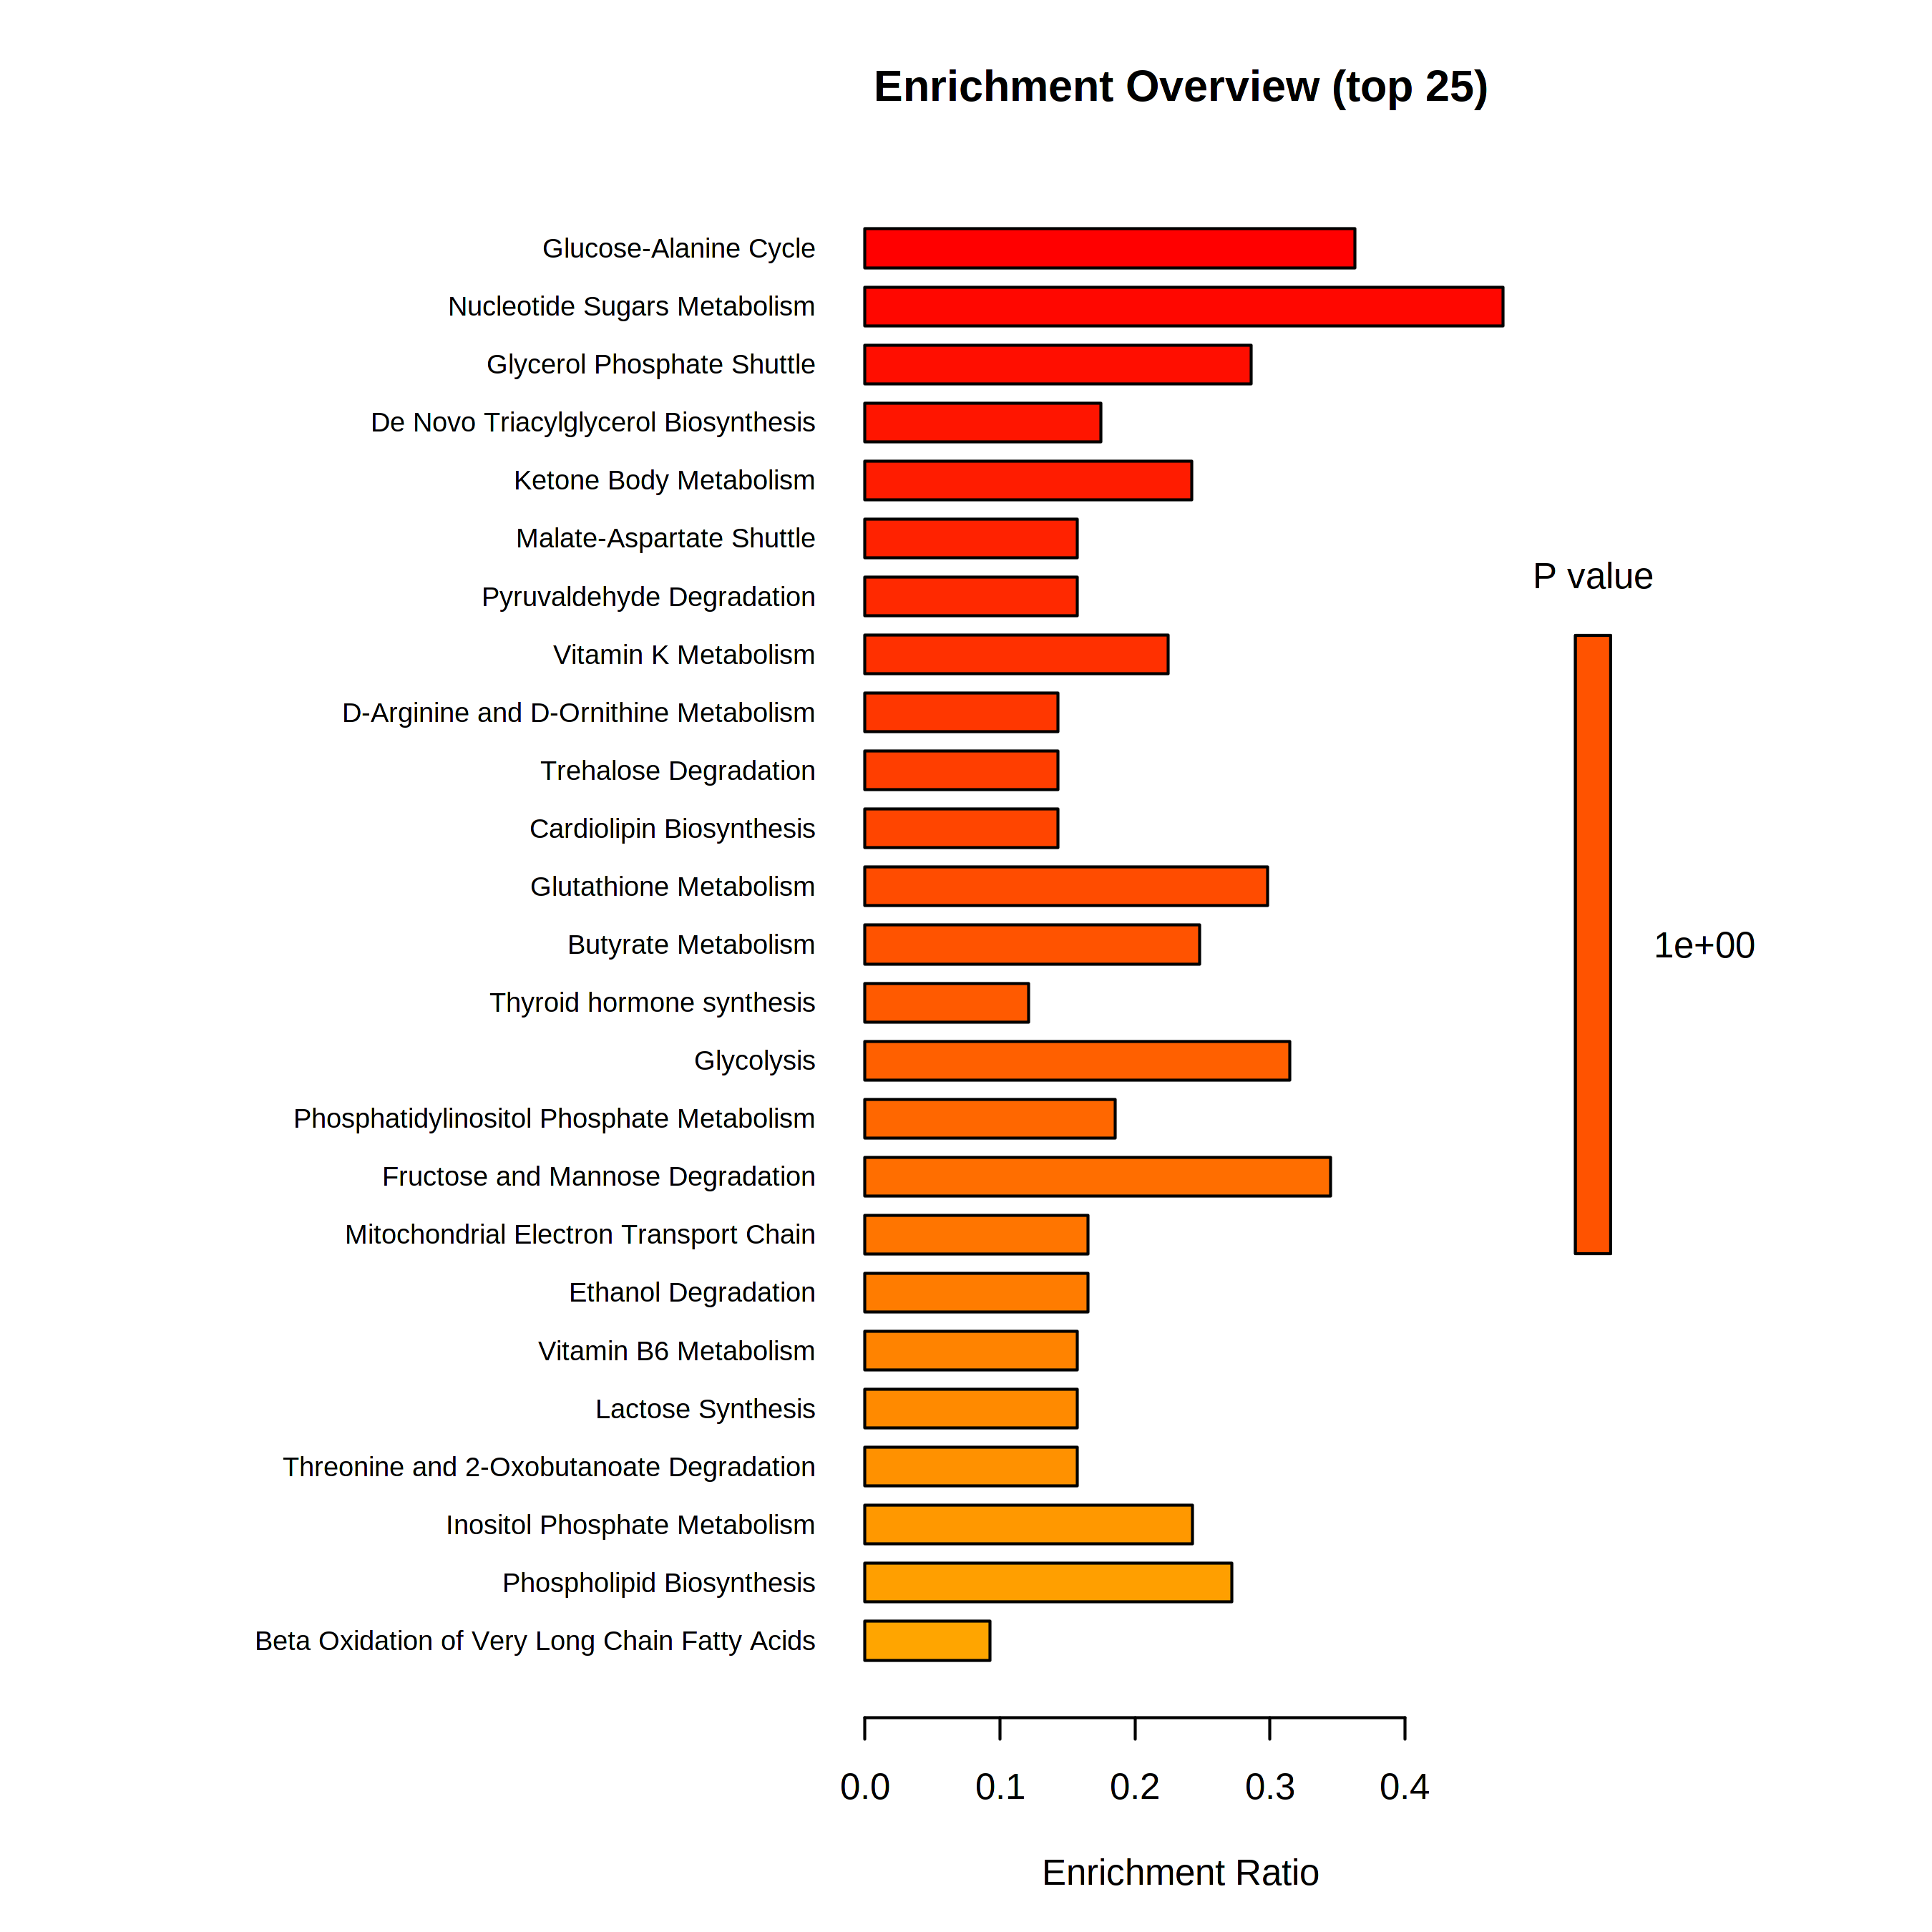 Enrichment Overview (top 25)
Glucose-Alanine Cycle
Nucleotide Sugars Metabolism
Glycerol Phosphate Shuttle
De Novo Triacylglycerol Biosynthesis
Ketone Body Metabolism
Malate-Aspartate Shuttle
Pyruvaldehyde Degradation
Vitamin K Metabolism
D-Arginine and D-Ornithine Metabolism
Trehalose Degradation
Cardiolipin Biosynthesis
Glutathione Metabolism
Butyrate Metabolism
Thyroid hormone synthesis
Glycolysis
Phosphatidylinositol Phosphate Metabolism
Fructose and Mannose Degradation
Mitochondrial Electron Transport Chain
Ethanol Degradation
Vitamin B6 Metabolism
Lactose Synthesis
Threonine and 2-Oxobutanoate Degradation
Inositol Phosphate Metabolism
Phospholipid Biosynthesis
Beta Oxidation of Very Long Chain Fatty Acids
P value
1e+00
0.0 0.1 0.2 0.3 0.4
Enrichment Ratio